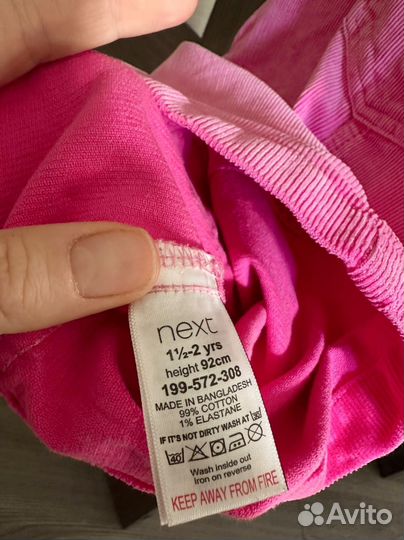 next
1½-2 yrs
height 92cm
199-572-308
MADE IN BANGLADESH
99% COTTON
1% ELASTANE
IF IT'S NOT DIRTY WASH AT
40
Wash inside out
Iron on reverse
KEEP AWAY FROM FIRE
Avito